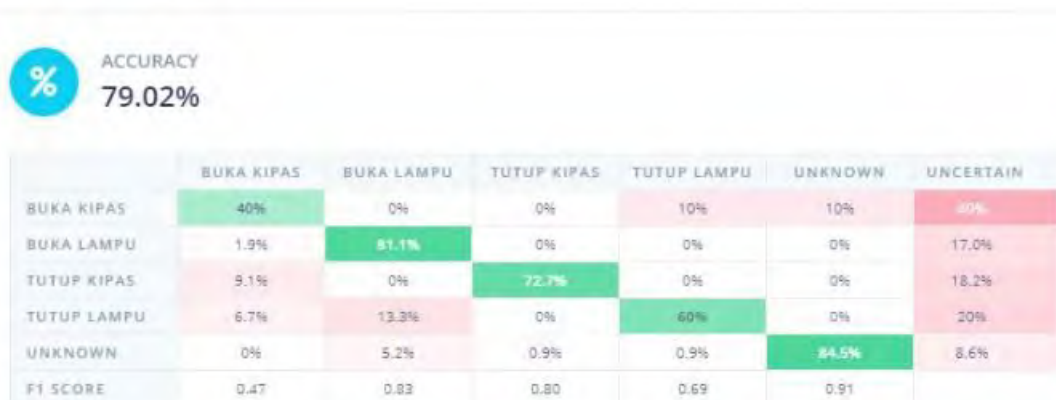 %
ACCURACY
79.02%
BUKA KIPAS BUKA LAMPU TUTUP KIPAS TUTUP LAMPU UNKNOWN UNCERTAIN
BUKA KIPAS 40% 0% 0% 10% 10% 40%
BUKA LAMPU 1.9% 81.1% 0% 0% 0% 17.0%
TUTUP KIPAS 9.1% 0% 72.7% 0% 0% 18.2%
TUTUP LAMPU 6.7% 13.3% 0% 60% 0% 20%
UNKNOWN 0% 5.2% 0.9% 0.9% 84.5% 8.6%
F1 SCORE 0.47 0.83 0.80 0.69 0.91